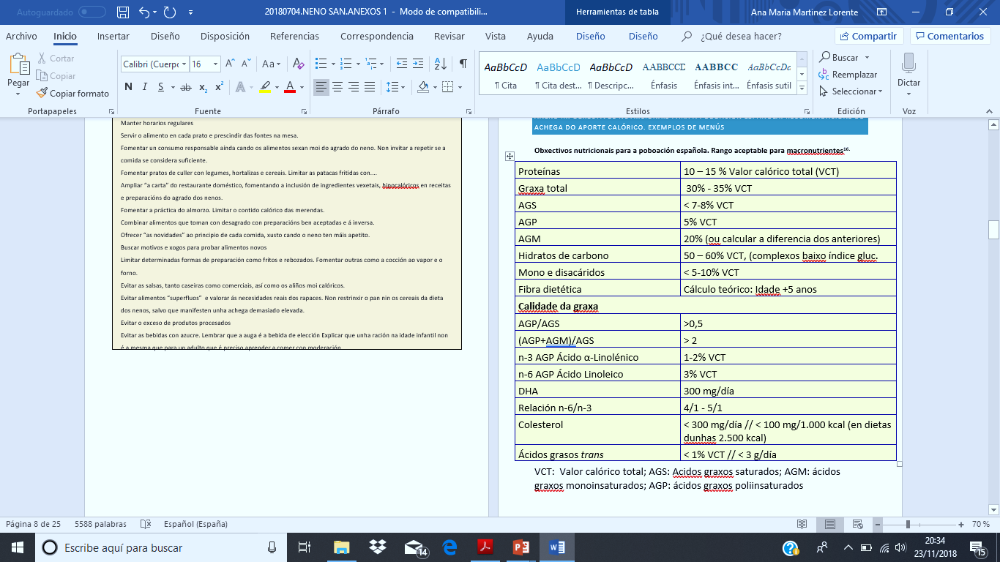 Autoguardado
20180704.NENO SAN.ANEXOS 1 - Modo de compatibili...
Herramientas de tabla
Ana Maria Martinez Lorente
Archivo Inicio Insertar Diseño Disposición Referencias Correspondencia Revisar Vista Ayuda Diseño Diseño ¿Qué desea hacer? Compartir Comentarios
Pegar
Cortar
Copiar
Copiar formato
Portapapeles
Calibri (Cuerpo 16
N I S ab x₂ x²
Fuente
Párrafo
AaBbCcD AaBbCcD AaBbCcD AABBCCD AABBCC AaBbCcDc
¶ Cita ¶ Cita dest... ¶ Descripc... Énfasis Énfasis int... Énfasis sutil
Estilos
Buscar
Reemplazar
Seleccionar
Edición
Dictar
Voz
Manter horarios regulares
Servir o alimento en cada prato e prescindir das fontes na mesa.
Fomentar un consumo responsable ainda cando os alimentos sexan moi do agrado do neno. Non invitar a repetir se a
comida se considera suficiente.
Fomentar pratos de culler con legumes, hortalizas e cereais. Limitar as patacas fritidas con....
Ampliar “a carta” do restaurante doméstico, fomentando a inclusión de ingredientes vexetais, hipocalóricos en receitas
e preparacións do agrado dos nenos.
Fomentar a práctica do almorzo. Limitar o contido calórico das merendas.
Combinar alimentos que toman con desagrado con preparacións ben aceptadas e á inversa.
Ofrecer “as novidades” ao principio de cada comida, xusto cando o neno ten máis apetito.
Buscar motivos e xogos para probar alimentos novos
Limitar determinadas formas de preparación como fritos e rebozados. Fomentar outras como a cocción ao vapor e o
forno.
Evitar as salsas, tanto caseiras como comerciais, así como os aliños moi calóricos.
Evitar alimentos “superfluos” e valorar ás necesidades reais dos rapaces. Non restrinxir o pan nin os cereais da dieta
dos nenos, salvo que manifesten unha achega demasiado elevada.
Evitar o exceso de produtos procesados
Evitar as bebidas con azucre. Lembrar que a auga é a bebida de elección Explicar que unha ración na idade infantil non
é a mesma que para un adulto que é preciso aprender a comer con moderación
ACHEGA DO APORTE CALÓRICO. EXEMPLOS DE MENÚS
Obxectivos nutricionais para a poboación española. Rango aceptable para macronutrientes¹⁶·
Proteínas 10 – 15 % Valor calórico total (VCT)
Graxa total 30% - 35% VCT
AGS < 7-8% VCT
AGP 5% VCT
AGM 20% (ou calcular a diferencia dos anteriores)
Hidratos de carbono 50 – 60% VCT, (complexos baixo índice gluc.
Mono e disacáridos < 5-10% VCT
Fibra dietética Cálculo teórico: Idade +5 anos
Calidade da graxa
AGP/AGS >0,5
(AGP+AGM)/AGS > 2
n-3 AGP Ácido α-Linolénico 1-2% VCT
n-6 AGP Ácido Linoleico 3% VCT
DHA 300 mg/día
Relación n-6/n-3 4/1 - 5/1
Colesterol < 300 mg/día // < 100 mg/1.000 kcal (en dietas
dunhas 2.500 kcal)
Ácidos grasos trans < 1% VCT // < 3 g/día
VCT: Valor calórico total; AGS: Acidos graxos saturados; AGM: ácidos
graxos monoinsaturados; AGP: ácidos graxos poliinsaturados
Página 8 de 25 5588 palabras Español (España) 70 %
Escribe aquí para buscar
14
20:34
23/11/2018
15